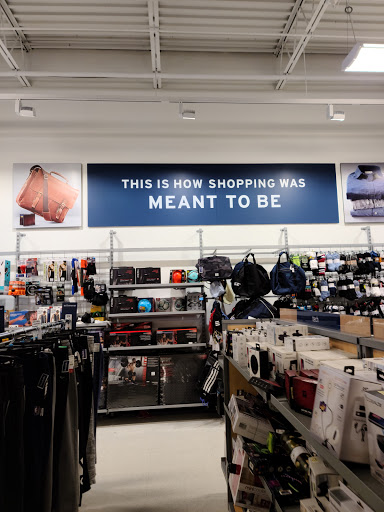 THIS IS HOW SHOPPING WAS
MEANT TO BE